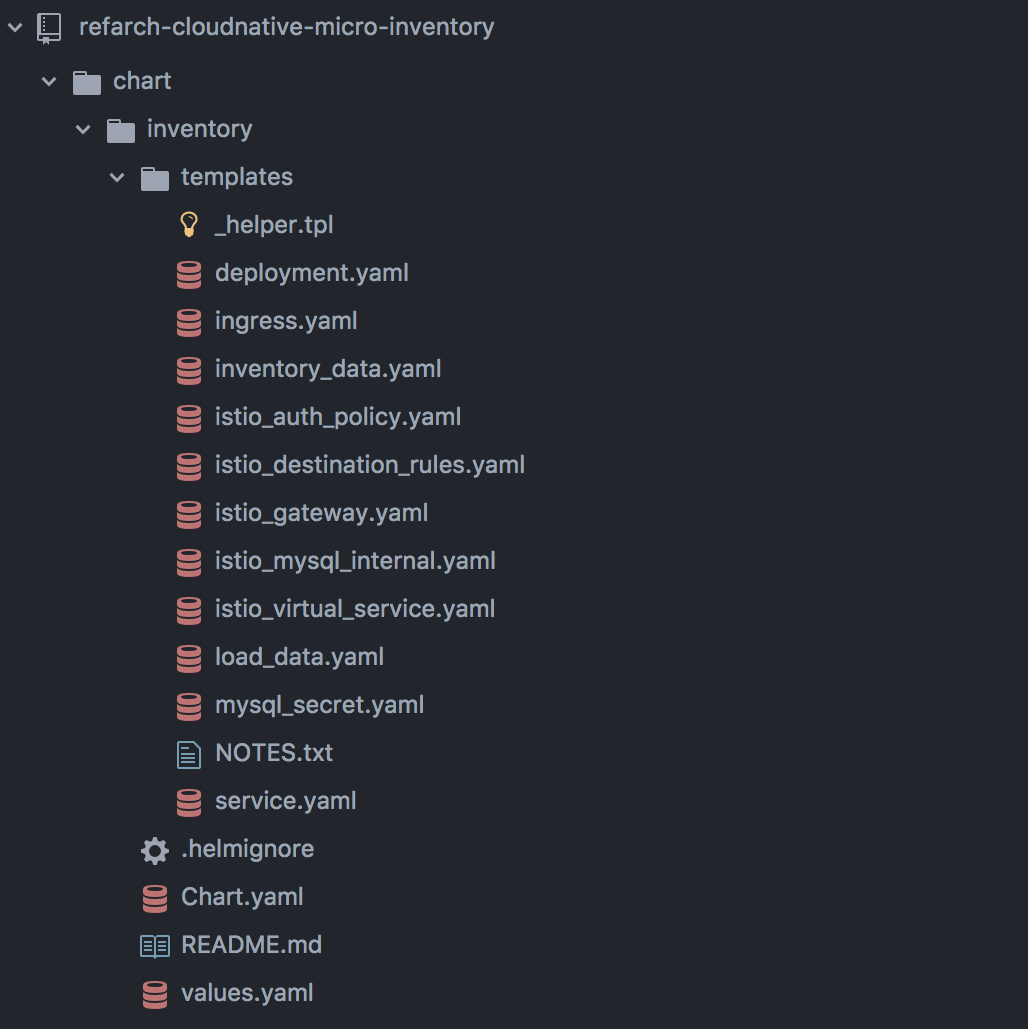 refarch-cloudnative-micro-inventory
chart
inventory
templates
_helper.tpl
deployment.yaml
ingress.yaml
inventory_data.yaml
istio_auth_policy.yaml
istio_destination_rules.yaml
istio_gateway.yaml
istio_mysql_internal.yaml
istio_virtual_service.yaml
load_data.yaml
mysql_secret.yaml
NOTES.txt
service.yaml
.helmignore
Chart.yaml
README.md
values.yaml